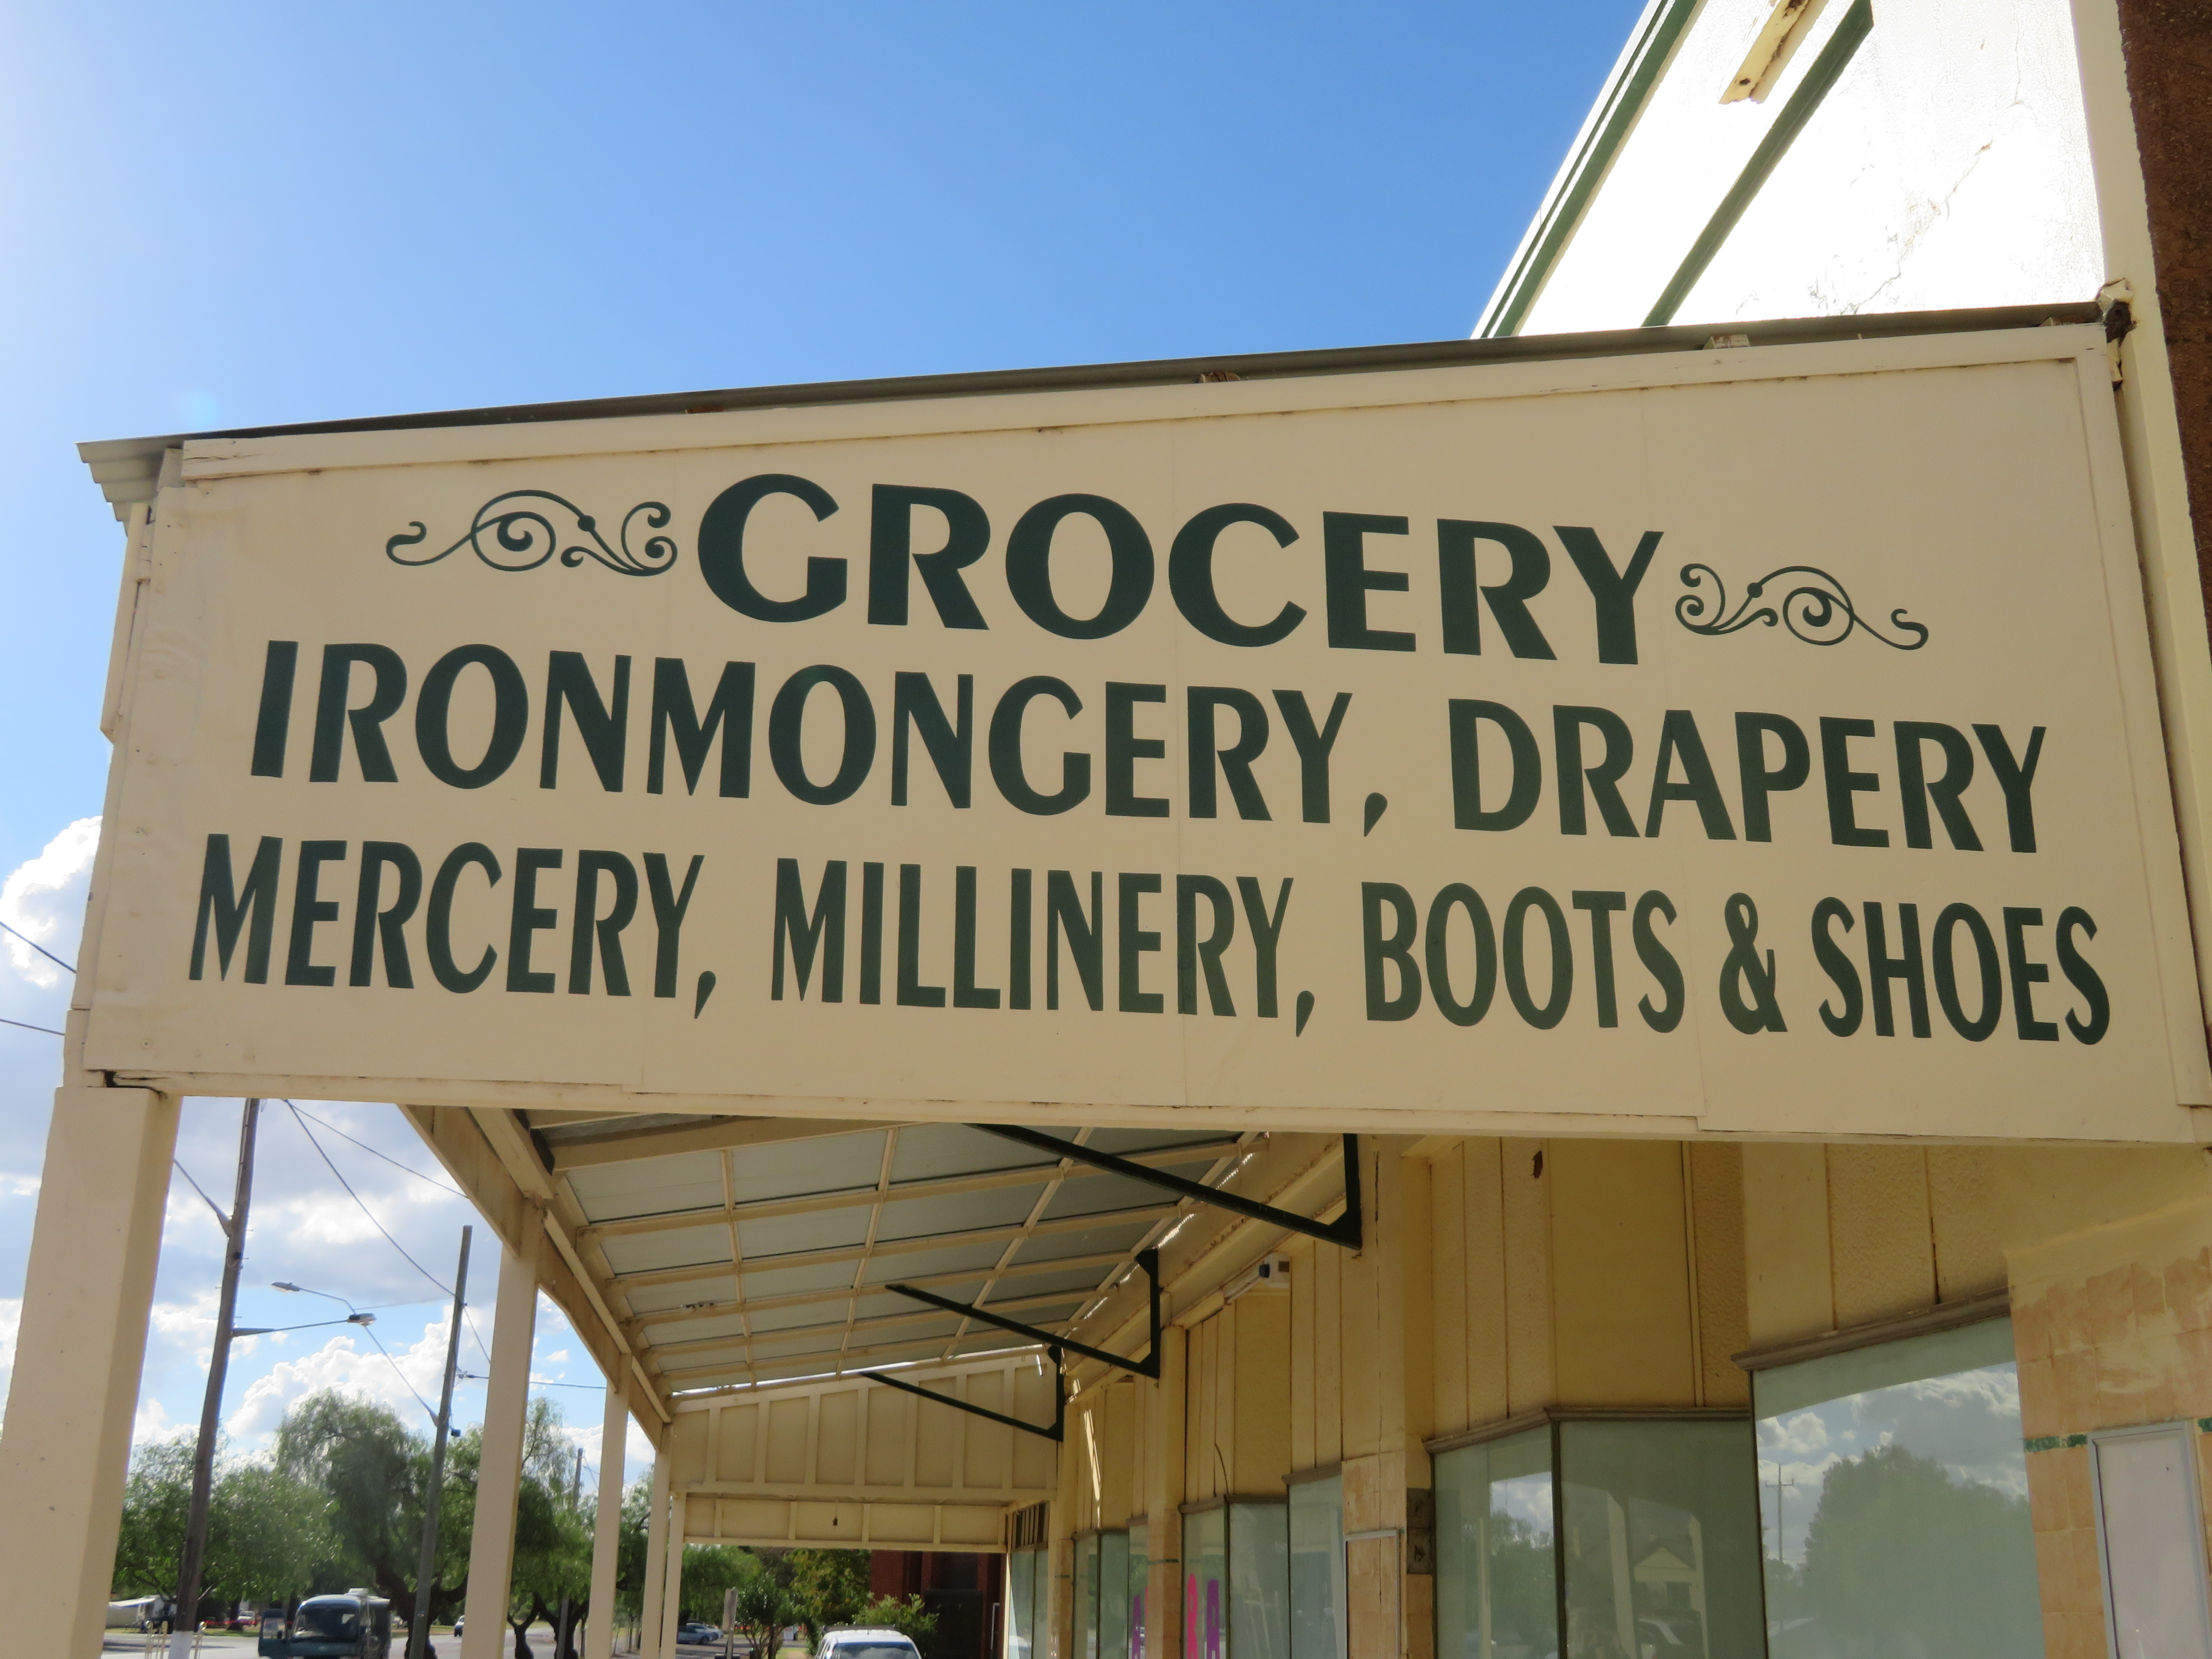 GROCERY
IRONMONGERY, DRAPERY
MERCERY, MILLINERY, BOOTS & SHOES